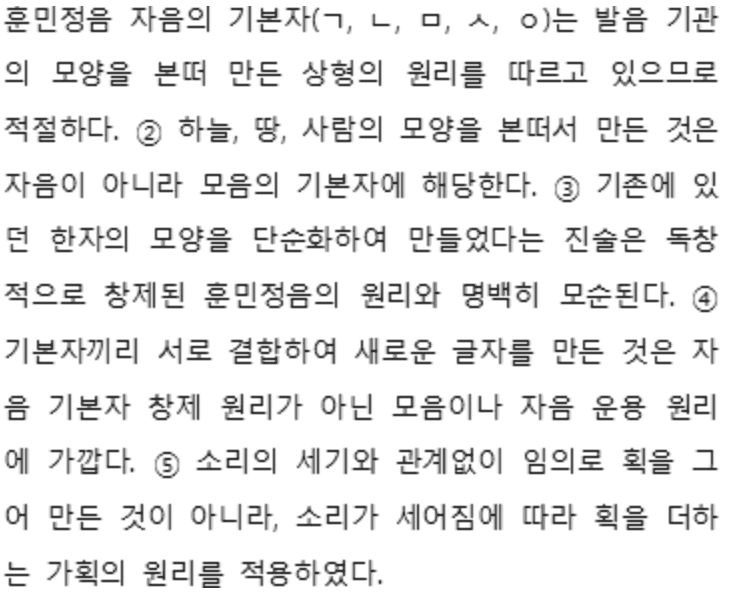 훈민정음 자음의 기본자(ㄱ, ㄴ, ㅁ, ㅅ, ㅇ)는 발음 기관
의 모양을 본떠 만든 상형의 원리를 따르고 있으므로
적절하다. ② 하늘, 땅, 사람의 모양을 본떠서 만든 것은
자음이 아니라 모음의 기본자에 해당한다. ③ 기존에 있
던 한자의 모양을 단순화하여 만들었다는 진술은 독창
적으로 창제된 훈민정음의 원리와 명백히 모순된다. ④
기본자끼리 서로 결합하여 새로운 글자를 만든 것은 자
음 기본자 창제 원리가 아닌 모음이나 자음 운용 원리
에 가깝다. ⑤ 소리의 세기와 관계없이 임의로 획을 그
어 만든 것이 아니라, 소리가 세어짐에 따라 획을 더하
는 가획의 원리를 적용하였다.